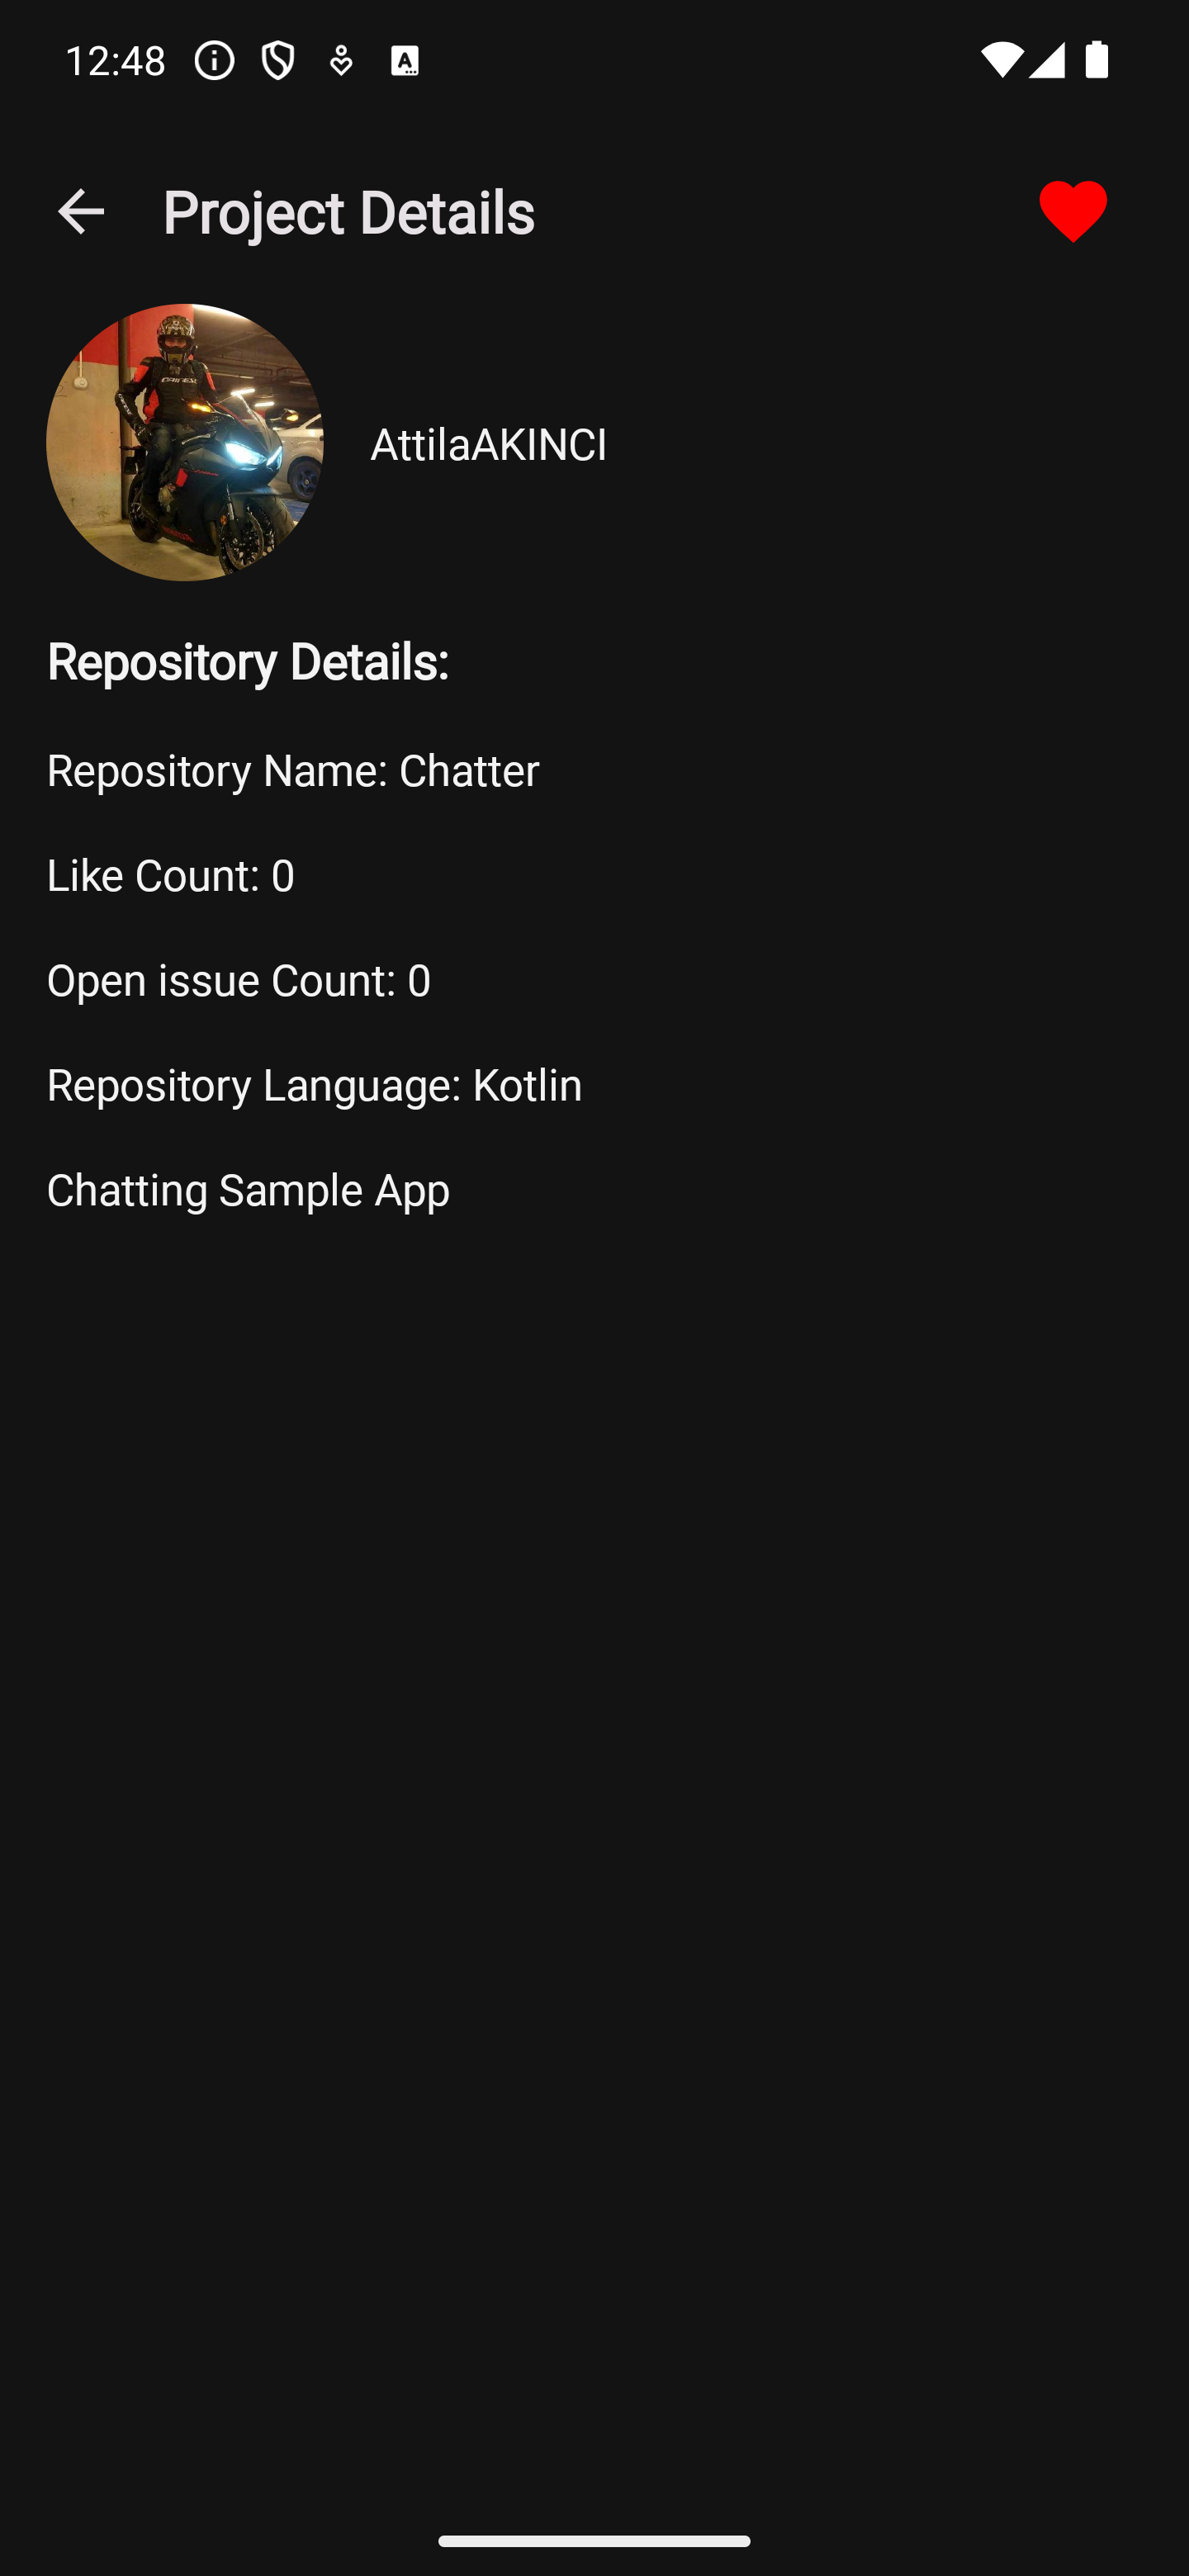 12:48
Project Details
AttilaAKINCI
Repository Details:
Repository Name: Chatter
Like Count: 0
Open issue Count: 0
Repository Language: Kotlin
Chatting Sample App